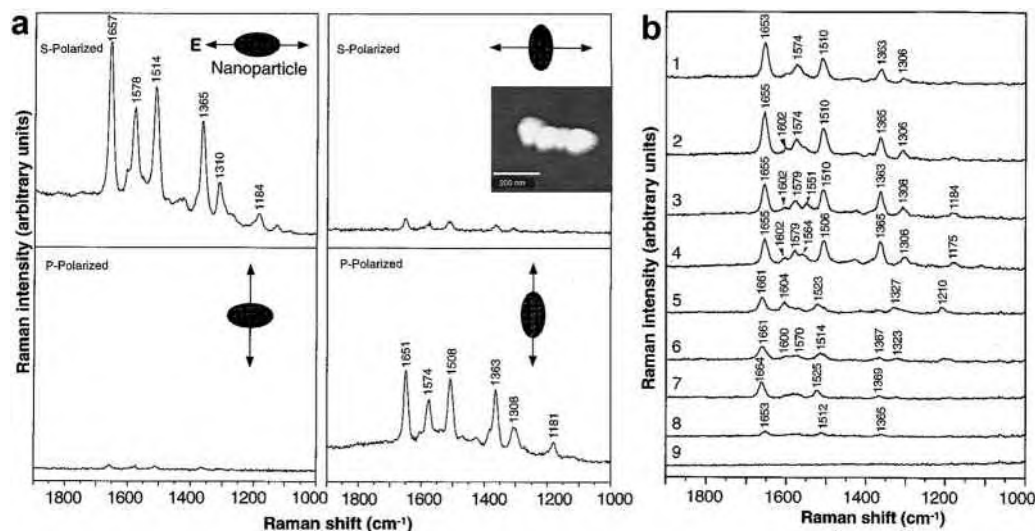 a
b
Raman intensity (arbitrary units)
S-Polarized
E
Nanoparticle
1657
1578
1514
1365
1310
1184
S-Polarized
200 nm
P-Polarized
P-Polarized
1651
1574
1508
1363
1308
1181
1800 1600 1400 1200 1000
1800 1600 1400 1200 1000
Raman shift (cm⁻¹)
Raman intensity (arbitrary units)
1
1653 1574 1510 1363 1306
2
1655 1602 1574 1510 1365 1306
3
1655 1602 1579 1551 1510 1363 1308 1184
4
1655 1602 1579 1564 1506 1365 1306 1175
5
1661 1604 1523 1327 1210
6
1661 1600 1570 1514 1367 1323
7
1664 1525 1369
8
1653 1512 1365
9
1800 1600 1400 1200 1000
Raman shift (cm⁻¹)